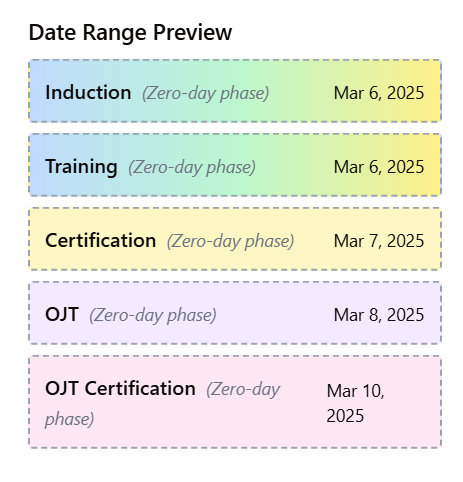 Date Range Preview
Induction (Zero-day phase) Mar 6, 2025
Training (Zero-day phase) Mar 6, 2025
Certification (Zero-day phase) Mar 7, 2025
OJT (Zero-day phase) Mar 8, 2025
OJT Certification (Zero-day
phase)
Mar 10,
2025